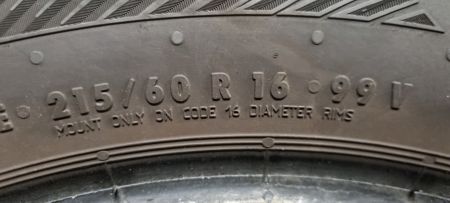 E · 215/60 R 16 · 99 V
MOUNT ONLY ON CODE 16 DIAMETER RIMS